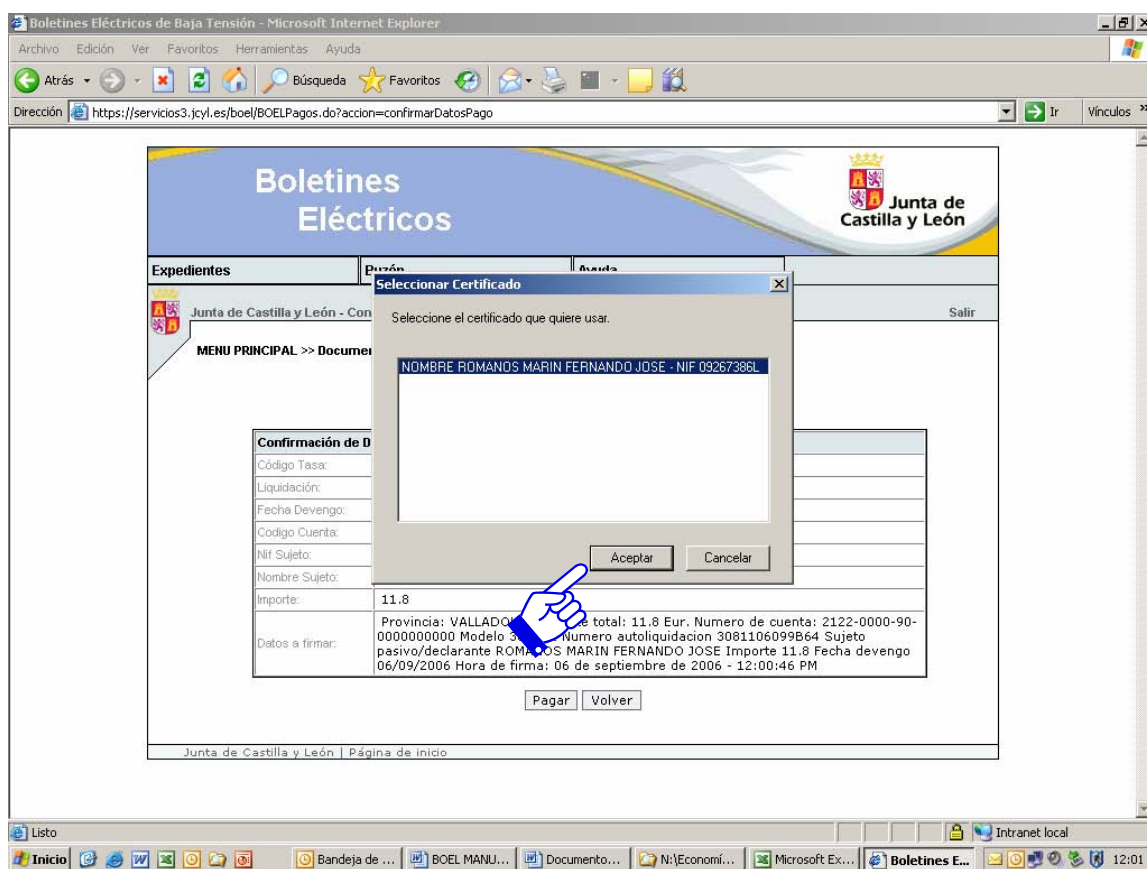 Boletines Eléctricos de Baja Tensión - Microsoft Internet Explorer
Archivo Edición Ver Favoritos Herramientas Ayuda
Atrás Búsqueda Favoritos
Dirección https://servicios3.jcyl.es/boel/BOELPagos.do?accion=confirmarDatosPago Ir Vínculos »
Boletines
Eléctricos
Junta de
Castilla y León
Expedientes Buzón Ayuda
Seleccionar Certificado
Junta de Castilla y León - Con Salir
Seleccione el certificado que quiere usar.
MENU PRINCIPAL >> Docume
NOMBRE ROMANOS MARIN FERNANDO JOSE - NIF 09267386L
Confirmación de D
Código Tasa:
Liquidación:
Fecha Devengo:
Codigo Cuenta:
Nif Sujeto:
Aceptar Cancelar
Nombre Sujeto:
Importe: 11.8
Datos a firmar:
Provincia: VALLADO total: 11.8 Eur. Numero de cuenta: 2122-0000-90-
0000000000 Modelo Numero autoliquidacion 3081106099B64 Sujeto
pasivo/declarante ROMANOS MARIN FERNANDO JOSE Importe 11.8 Fecha devengo
06/09/2006 Hora de firma: 06 de septiembre de 2006 - 12:00:46 PM
Pagar Volver
Junta de Castilla y León | Página de inicio
Listo Intranet local
Inicio Bandeja de ... BOEL MANU... Documento... N:\Economí... Microsoft Ex... Boletines E... 12:01